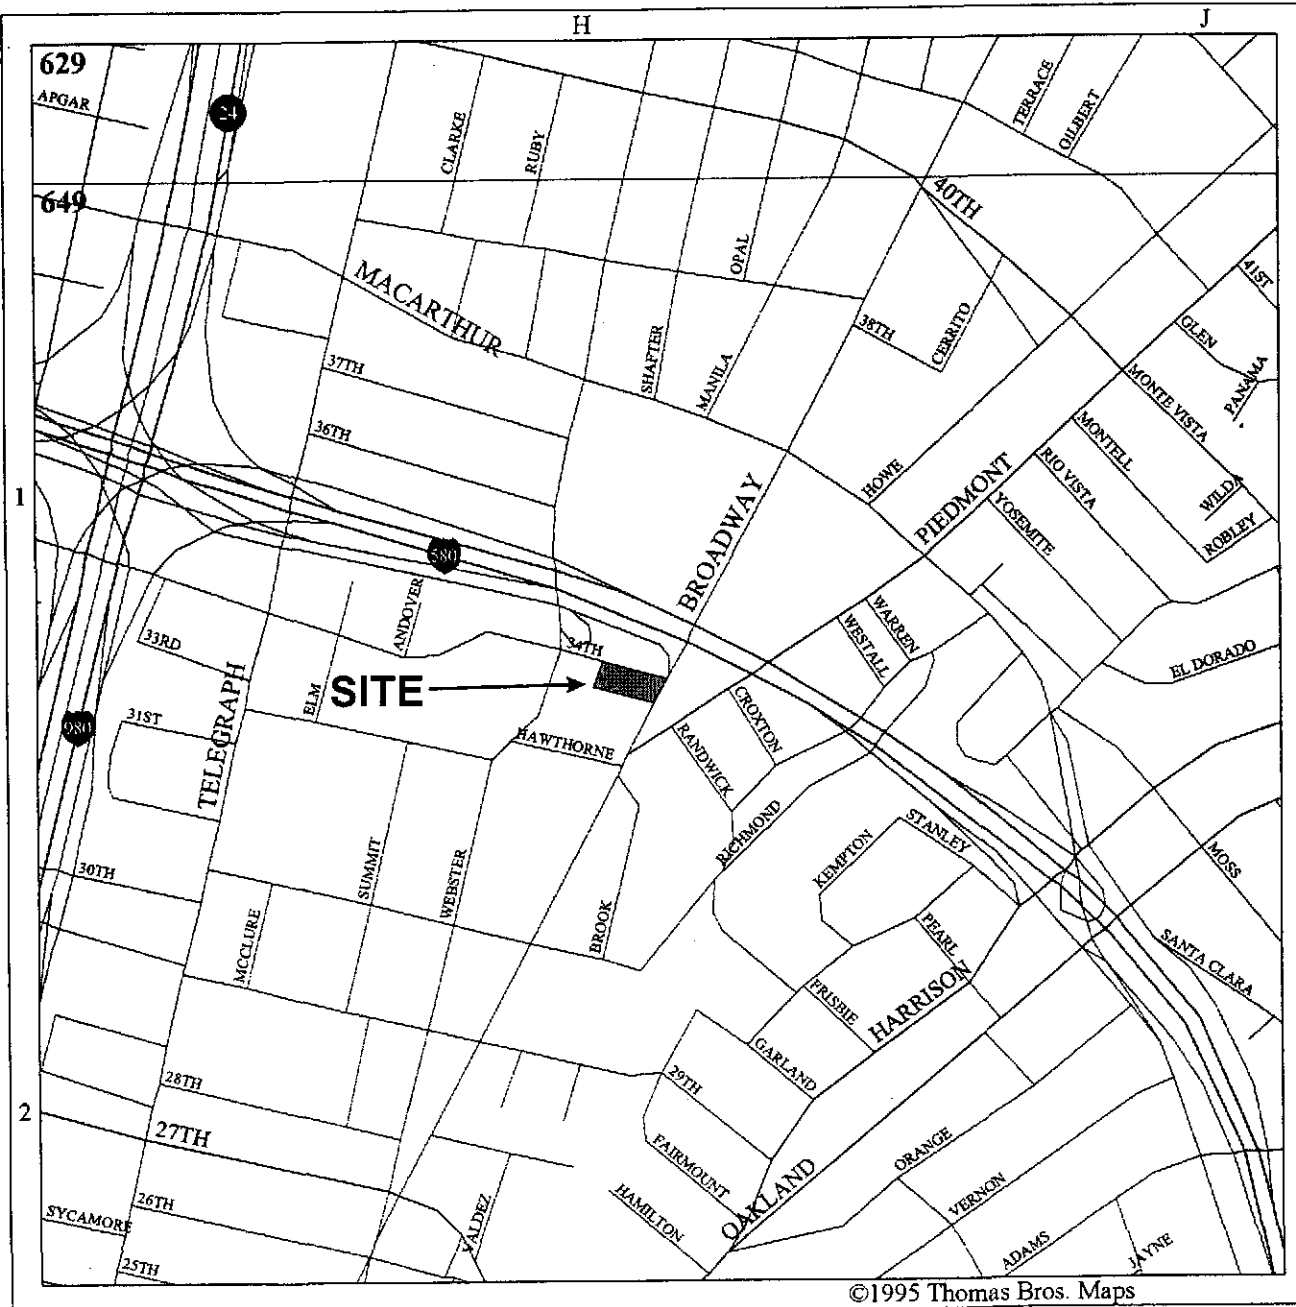 H
J
629
APGAR
24
CLARKE
RUBY
TERRACE
GILBERT
649
40TH
OPAL
MACARTHUR
41ST
GLEN
38TH
CERRITO
SHAFTER
MANILA
37TH
PANAMA
MONTE VISTA
36TH
MONTELL
1
HOWE
PIEDMONT
RIO VISTA
WILDA
YOSEMITE
ROBLEY
BROADWAY
580
ANDOVER
WARREN
WESTALL
33RD
34TH
EL DORADO
SITE
ELM
TELEGRAPH
31ST
980
HAWTHORNE
CROXTON
RANDWICK
RICHMOND
STANLEY
KEMPTON
MOSS
30TH
SUMMIT
WEBSTER
MCCLURE
BROOK
PEARL
SANTA CLARA
HARRISON
FRISBIE
GARLAND
29TH
28TH
2
27TH
ORANGE
FAIRMOUNT
VERNON
HAMILTON
OAKLAND
26TH
SYCAMORE
VALDEZ
ADAMS
JAYNE
25TH
©1995 Thomas Bros. Maps